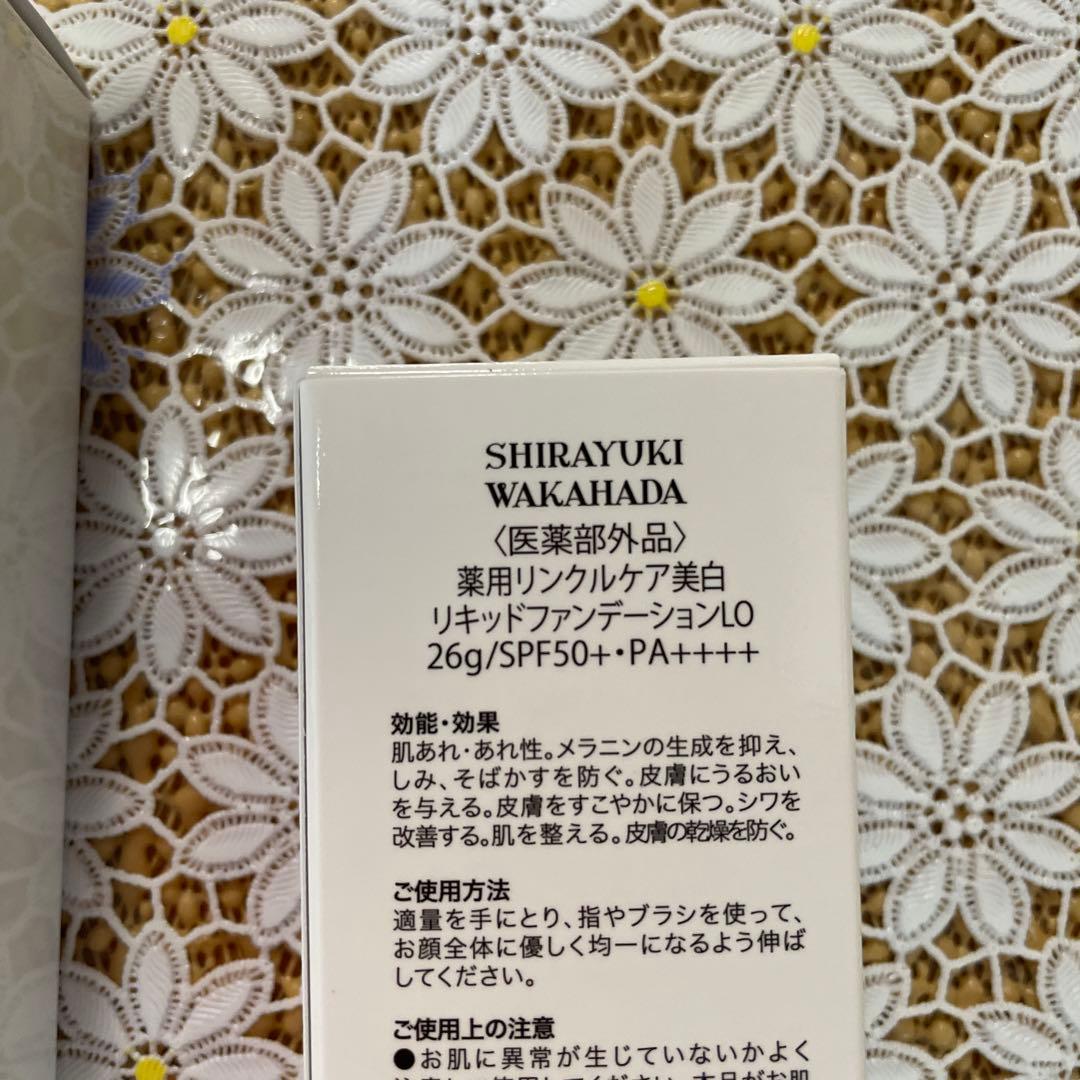 SHIRAYUKI
WAKAHADA
〈医薬部外品〉
薬用リンクルケア美白
リキッドファンデーションLO
26g/SPF50+・PA++++
効能・効果
肌あれ・あれ性。メラニンの生成を抑え、
しみ、そばかすを防ぐ。皮膚にうるおい
を与える。皮膚をすこやかに保つ。シワを
改善する。肌を整える。皮膚の乾燥を防ぐ。
ご使用方法
適量を手にとり、指やブラシを使って、
お顔全体に優しく均一になるよう伸ば
してください。
ご使用上の注意
●お肌に異常が生じていないかよく